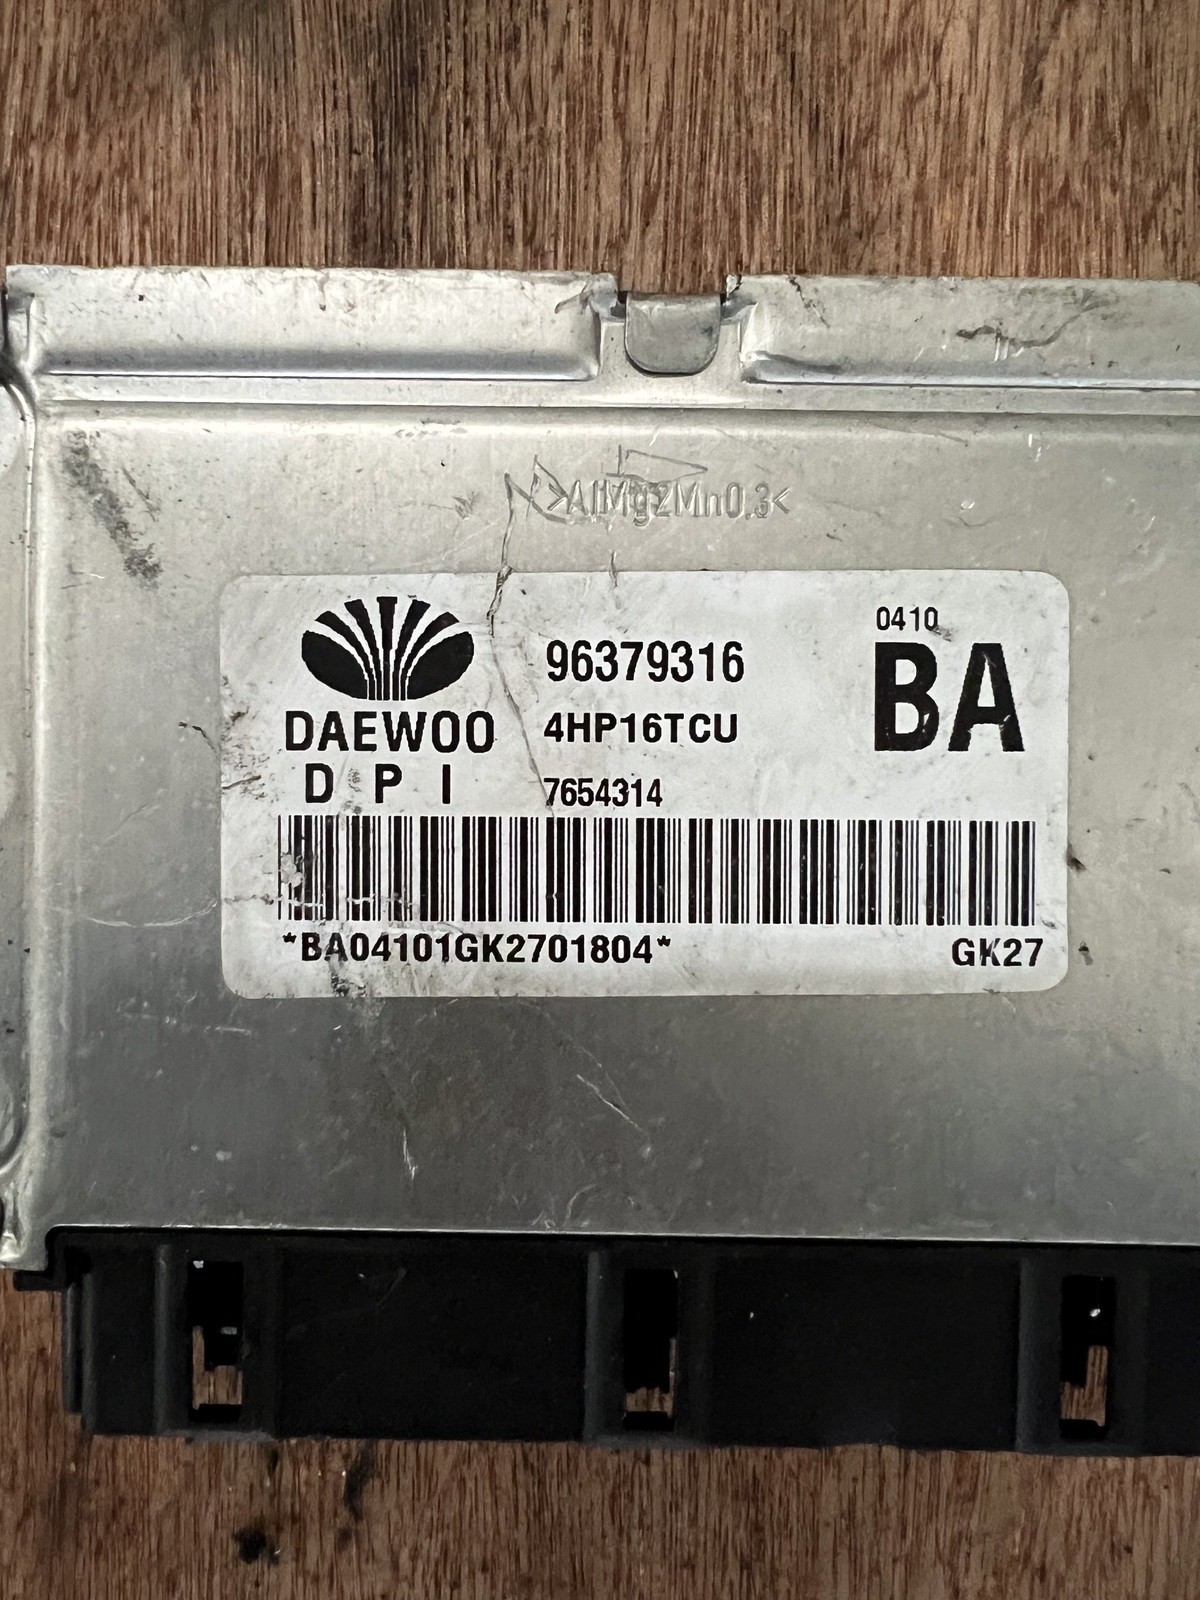 >AlMg2Mn0.3<
0410
96379316
BA
DAEWOO
4HP16TCU
D P I
7654314
*BA04101GK2701804*
GK27